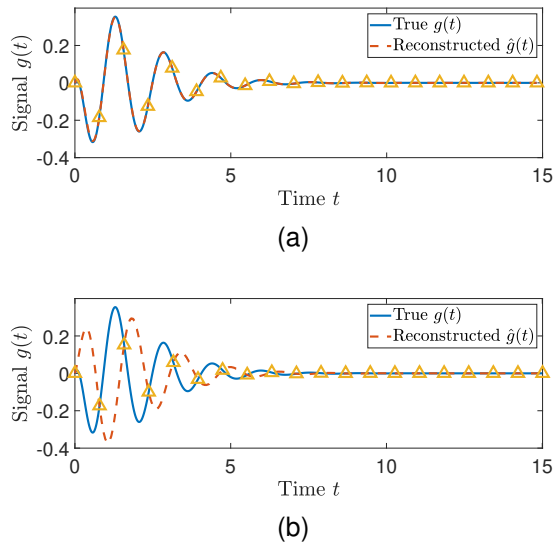 0.2
0
-0.2
-0.4
Signal g(t)
True g(t)
Reconstructed ĝ(t)
0 5 10 15
Time t
(a)
0.2
0
-0.2
-0.4
Signal g(t)
True g(t)
Reconstructed ĝ(t)
0 5 10 15
Time t
(b)